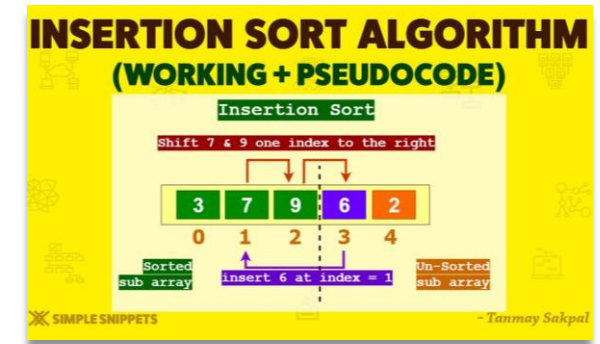 INSERTION SORT ALGORITHM
(WORKING + PSEUDOCODE)
Insertion Sort
Shift 7 & 9 one index to the right
3 7 9 6 2
0 1 2 3 4
Sorted
sub array
insert 6 at index = 1
Un-Sorted
sub array
SIMPLE SNIPPETS
- Tanmay Sakpal